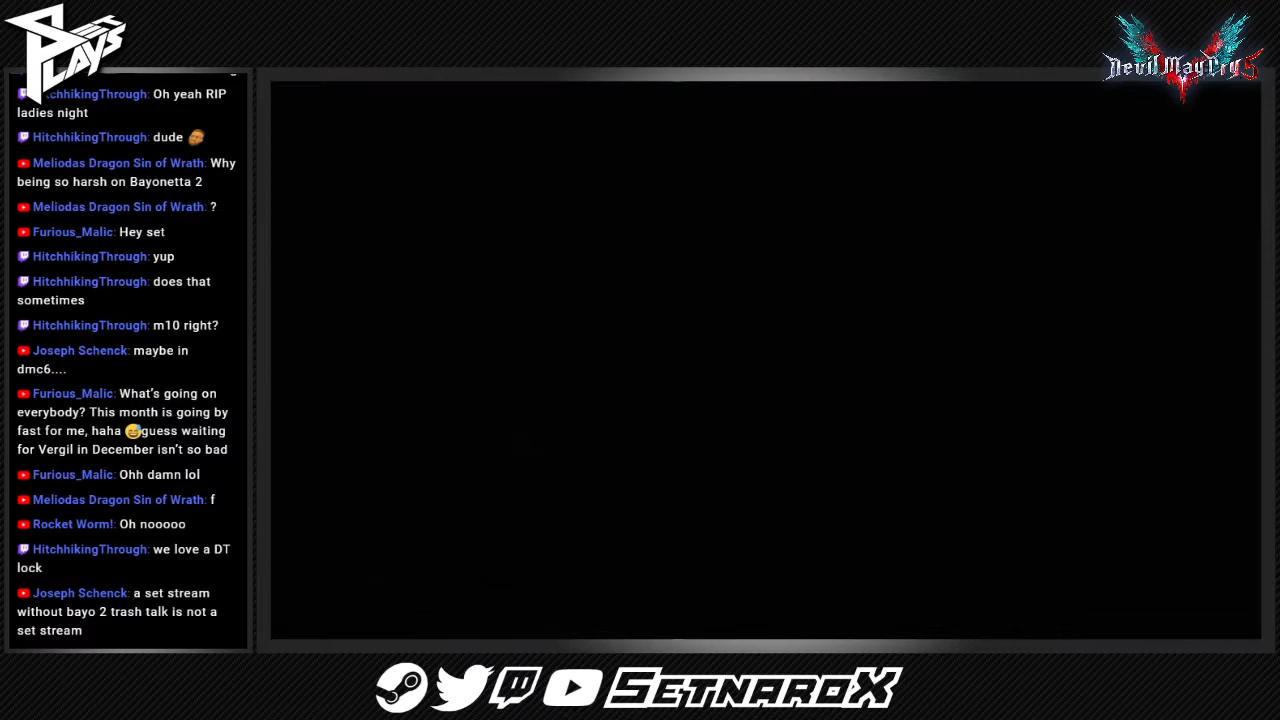 SET PLAYS
DevilMayCry 5
HitchhikingThrough: Oh yeah RIP
ladies night
HitchhikingThrough: dude
Meliodas Dragon Sin of Wrath: Why
being so harsh on Bayonetta 2
Meliodas Dragon Sin of Wrath: ?
Furious_Malic: Hey set
HitchhikingThrough: yup
HitchhikingThrough: does that
sometimes
HitchhikingThrough: m10 right?
Joseph Schenck: maybe in
dmc6....
Furious_Malic: What’s going on
everybody? This month is going by
fast for me, haha 😅guess waiting
for Vergil in December isn’t so bad
Furious_Malic: Ohh damn lol
Meliodas Dragon Sin of Wrath: f
Rocket Worm!: Oh nooooo
HitchhikingThrough: we love a DT
lock
Joseph Schenck: a set stream
without bayo 2 trash talk is not a
set stream
SETNAROX